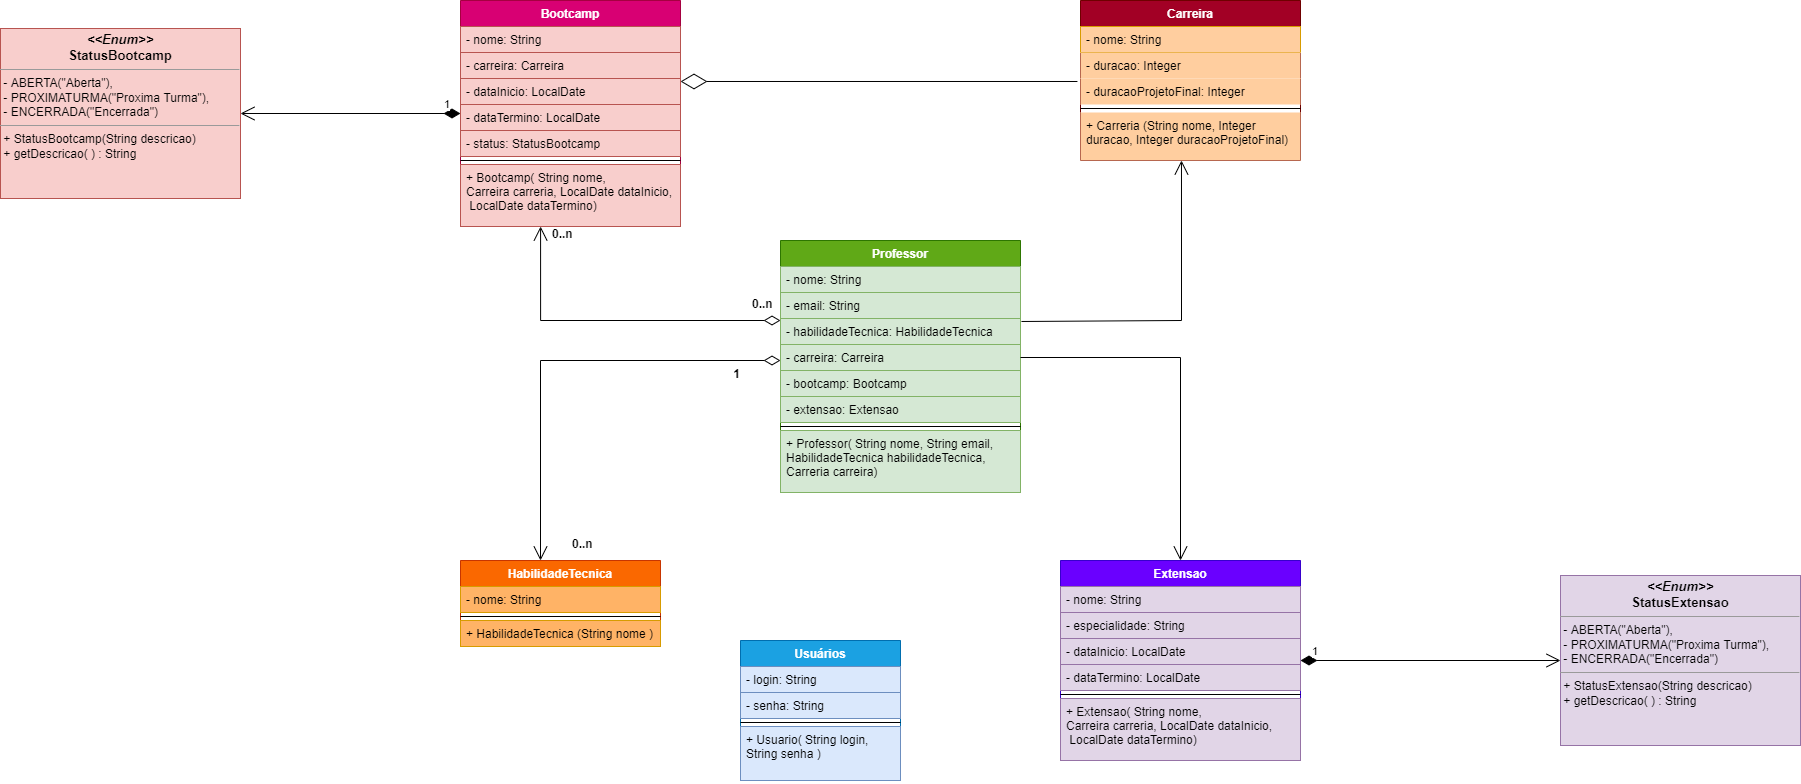 <<Enum>>
StatusBootcamp
- ABERTA("Aberta"),
- PROXIMATURMA("Proxima Turma"),
- ENCERRADA("Encerrada")
+ StatusBootcamp(String descricao)
+ getDescricao( ) : String
1
Bootcamp
- nome: String
- carreira: Carreira
- dataInicio: LocalDate
- dataTermino: LocalDate
- status: StatusBootcamp
+ Bootcamp( String nome,
Carreira carreria, LocalDate dataInicio,
LocalDate dataTermino)
0..n
Carreira
- nome: String
- duracao: Integer
- duracaoProjetoFinal: Integer
+ Carreria (String nome, Integer
duracao, Integer duracaoProjetoFinal)
Professor
- nome: String
- email: String
- habilidadeTecnica: HabilidadeTecnica
- carreira: Carreira
- bootcamp: Bootcamp
- extensao: Extensao
+ Professor( String nome, String email,
HabilidadeTecnica habilidadeTecnica,
Carreria carreira)
0..n
1
0..n
HabilidadeTecnica
- nome: String
+ HabilidadeTecnica (String nome )
Usuários
- login: String
- senha: String
+ Usuario( String login,
String senha )
Extensao
- nome: String
- especialidade: String
- dataInicio: LocalDate
- dataTermino: LocalDate
+ Extensao( String nome,
Carreira carreria, LocalDate dataInicio,
LocalDate dataTermino)
1
<<Enum>>
StatusExtensao
- ABERTA("Aberta"),
- PROXIMATURMA("Proxima Turma"),
- ENCERRADA("Encerrada")
+ StatusExtensao(String descricao)
+ getDescricao( ) : String